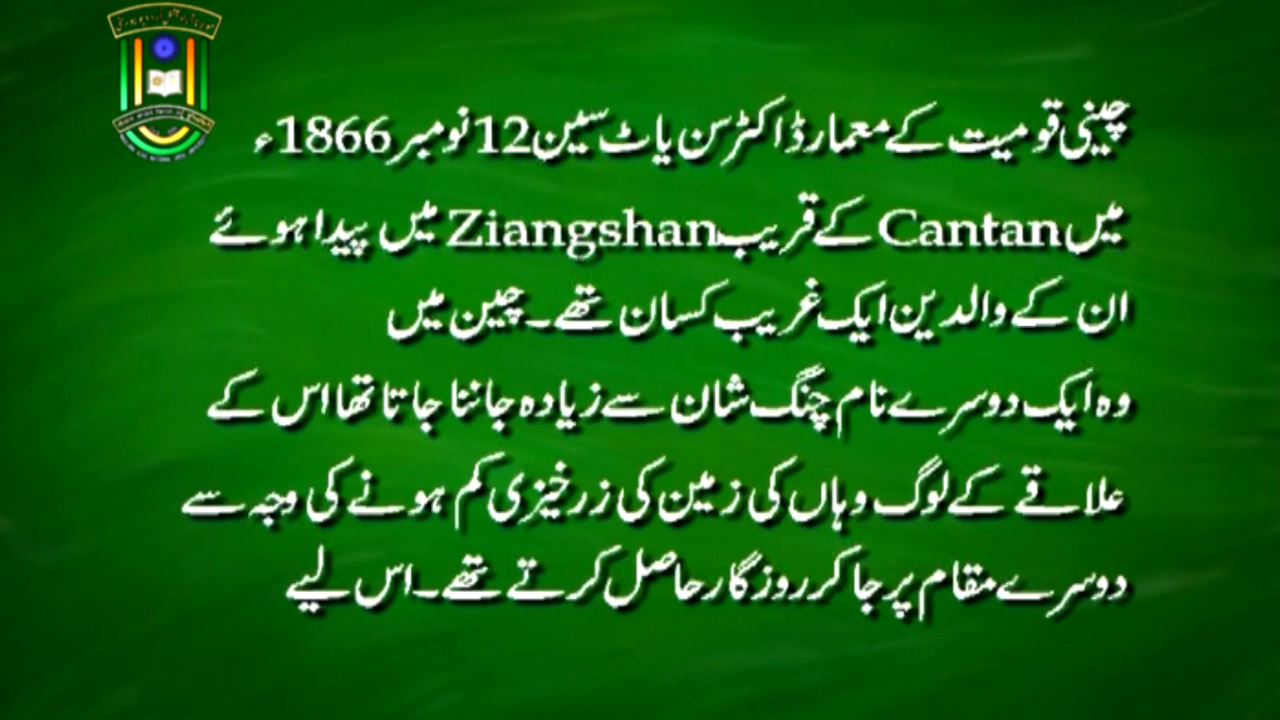 چینی قومیت کے معمار ڈاکٹر سن یاٹ سین 12 نومبر 1866ء
میں Cantan کے قریب Ziangshan میں پیدا ہوئے
ان کے والدین ایک غریب کسان تھے۔ چین میں
وہ ایک دوسرے نام چنگ شان سے زیادہ جاننا جاتا تھا اس کے
علاقے کے لوگ وہاں کی زمین کی زرخیزی کم ہونے کی وجہ سے
دوسرے مقام پر جا کر روزگار حاصل کرتے تھے۔ اس لیے